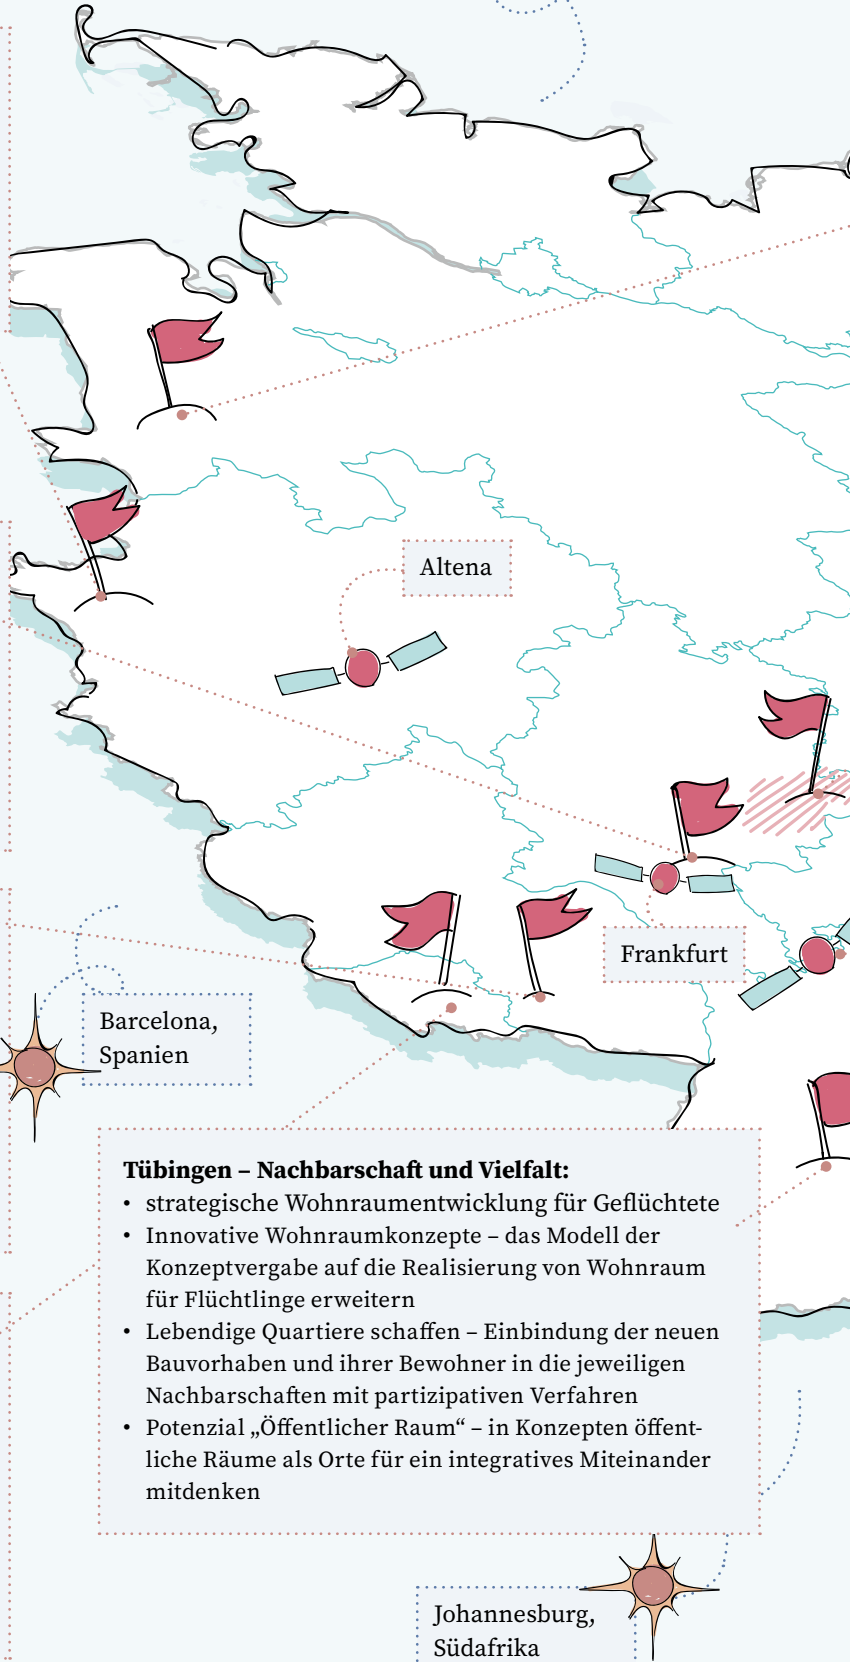 Altena
Frankfurt
Barcelona,
Spanien
Tübingen – Nachbarschaft und Vielfalt:
• strategische Wohnraumentwicklung für Geflüchtete
• Innovative Wohnraumkonzepte – das Modell der
Konzeptvergabe auf die Realisierung von Wohnraum
für Flüchtlinge erweitern
• Lebendige Quartiere schaffen – Einbindung der neuen
Bauvorhaben und ihrer Bewohner in die jeweiligen
Nachbarschaften mit partizipativen Verfahren
• Potenzial „Öffentlicher Raum“ – in Konzepten öffent-
liche Räume als Orte für ein integratives Miteinander
mitdenken
Johannesburg,
Südafrika